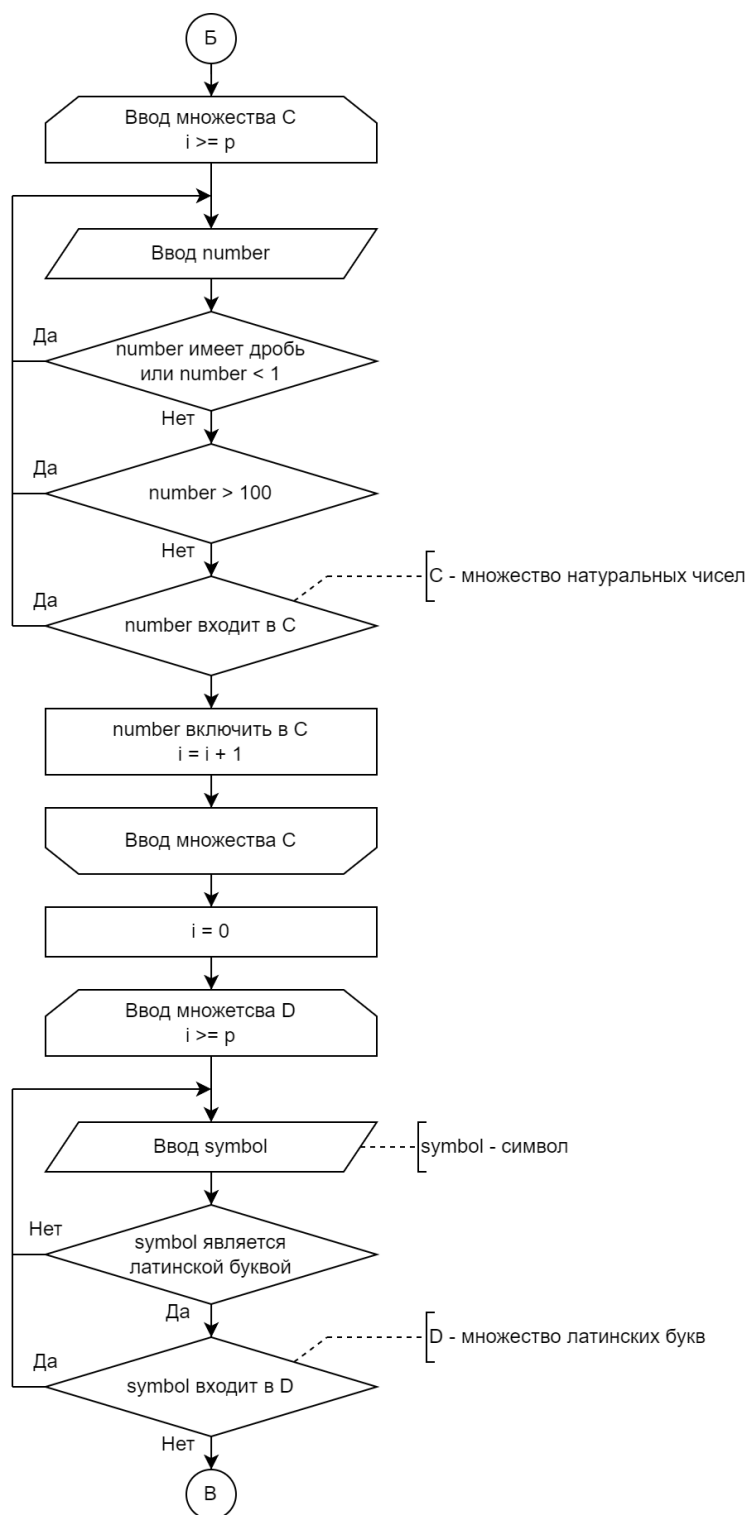 Б
Ввод множества C
i >= p
Ввод number
Да
number имеет дробь
или number < 1
Нет
Да
number > 100
Нет
C - множество натуральных чисел
Да
number входит в C
number включить в C
i = i + 1
Ввод множества C
i = 0
Ввод множетсва D
i >= p
Ввод symbol
symbol - символ
Нет
symbol является
латинской буквой
Да
D - множество латинских букв
Да
symbol входит в D
Нет
В